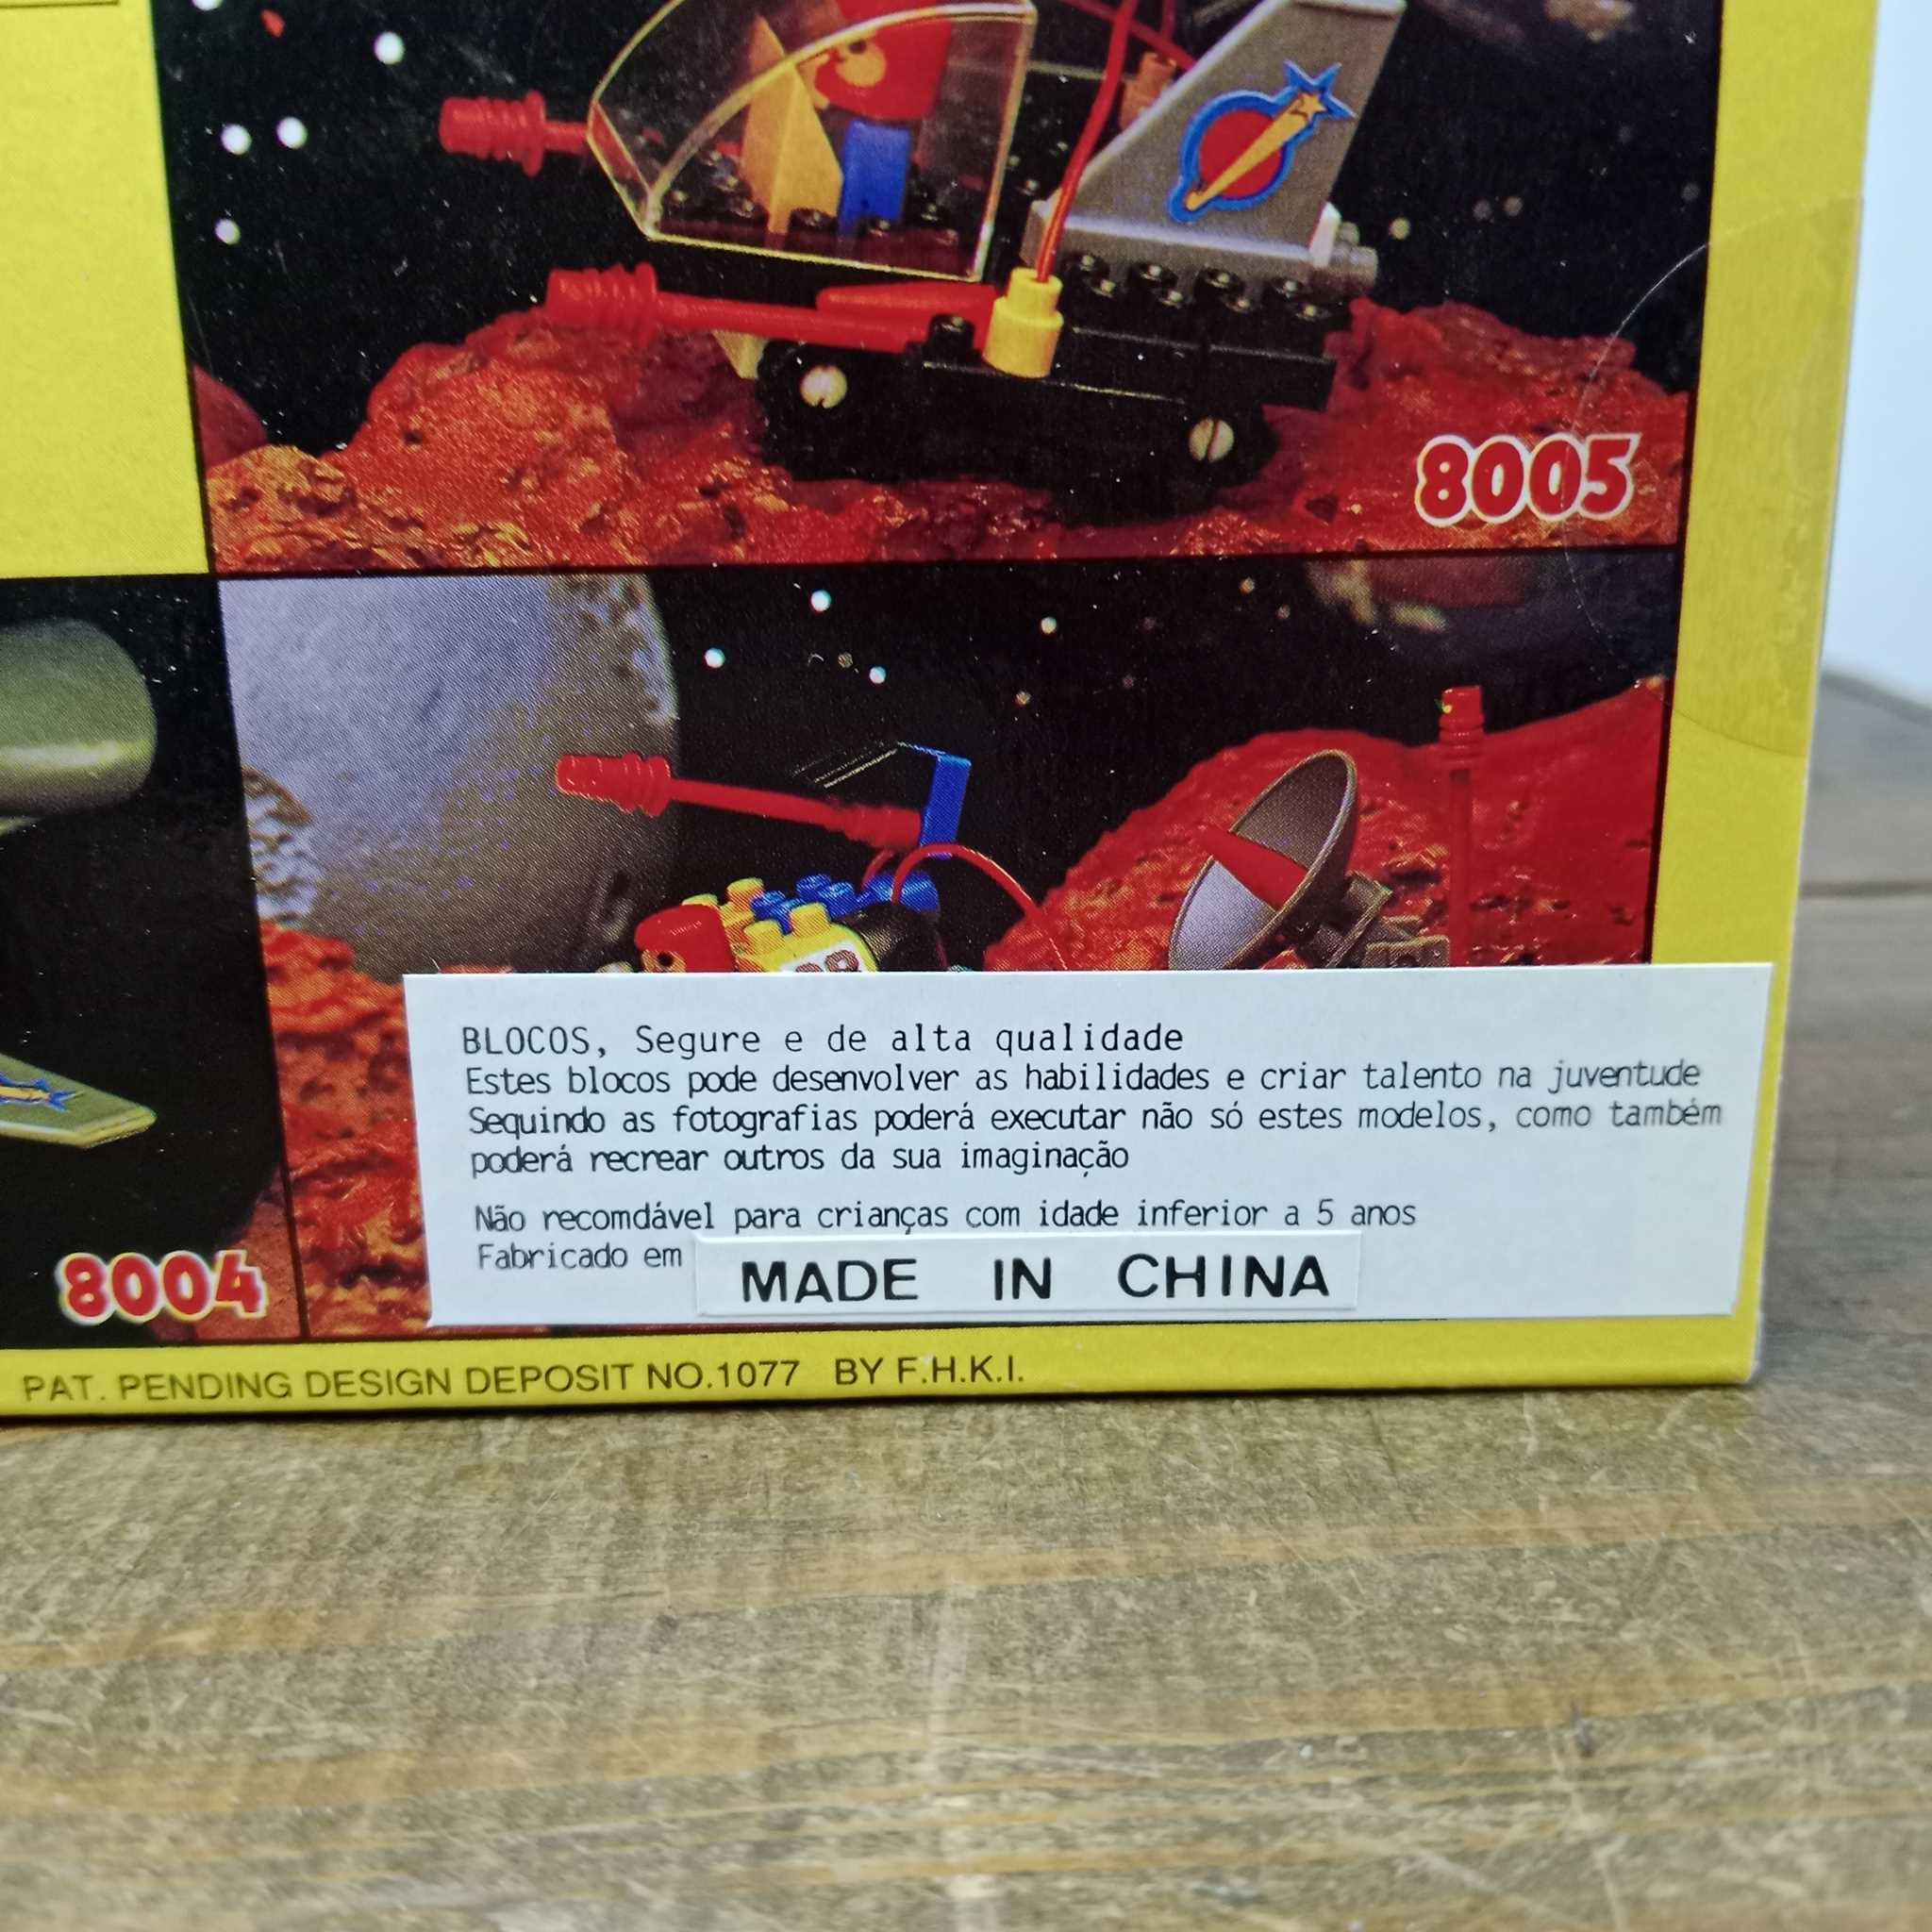 8005
BLOCOS, Segure e de alta qualidade
Estes blocos pode desenvolver as habilidades e criar talento na juventude
Sequindo as fotografias poderá executar não só estes modelos, como também
poderá recrear outros da sua imaginação
Não recomdável para crianças com idade inferior a 5 anos
Fabricado em MADE IN CHINA
8004
PAT. PENDING DESIGN DEPOSIT NO.1077 BY F.H.K.I.